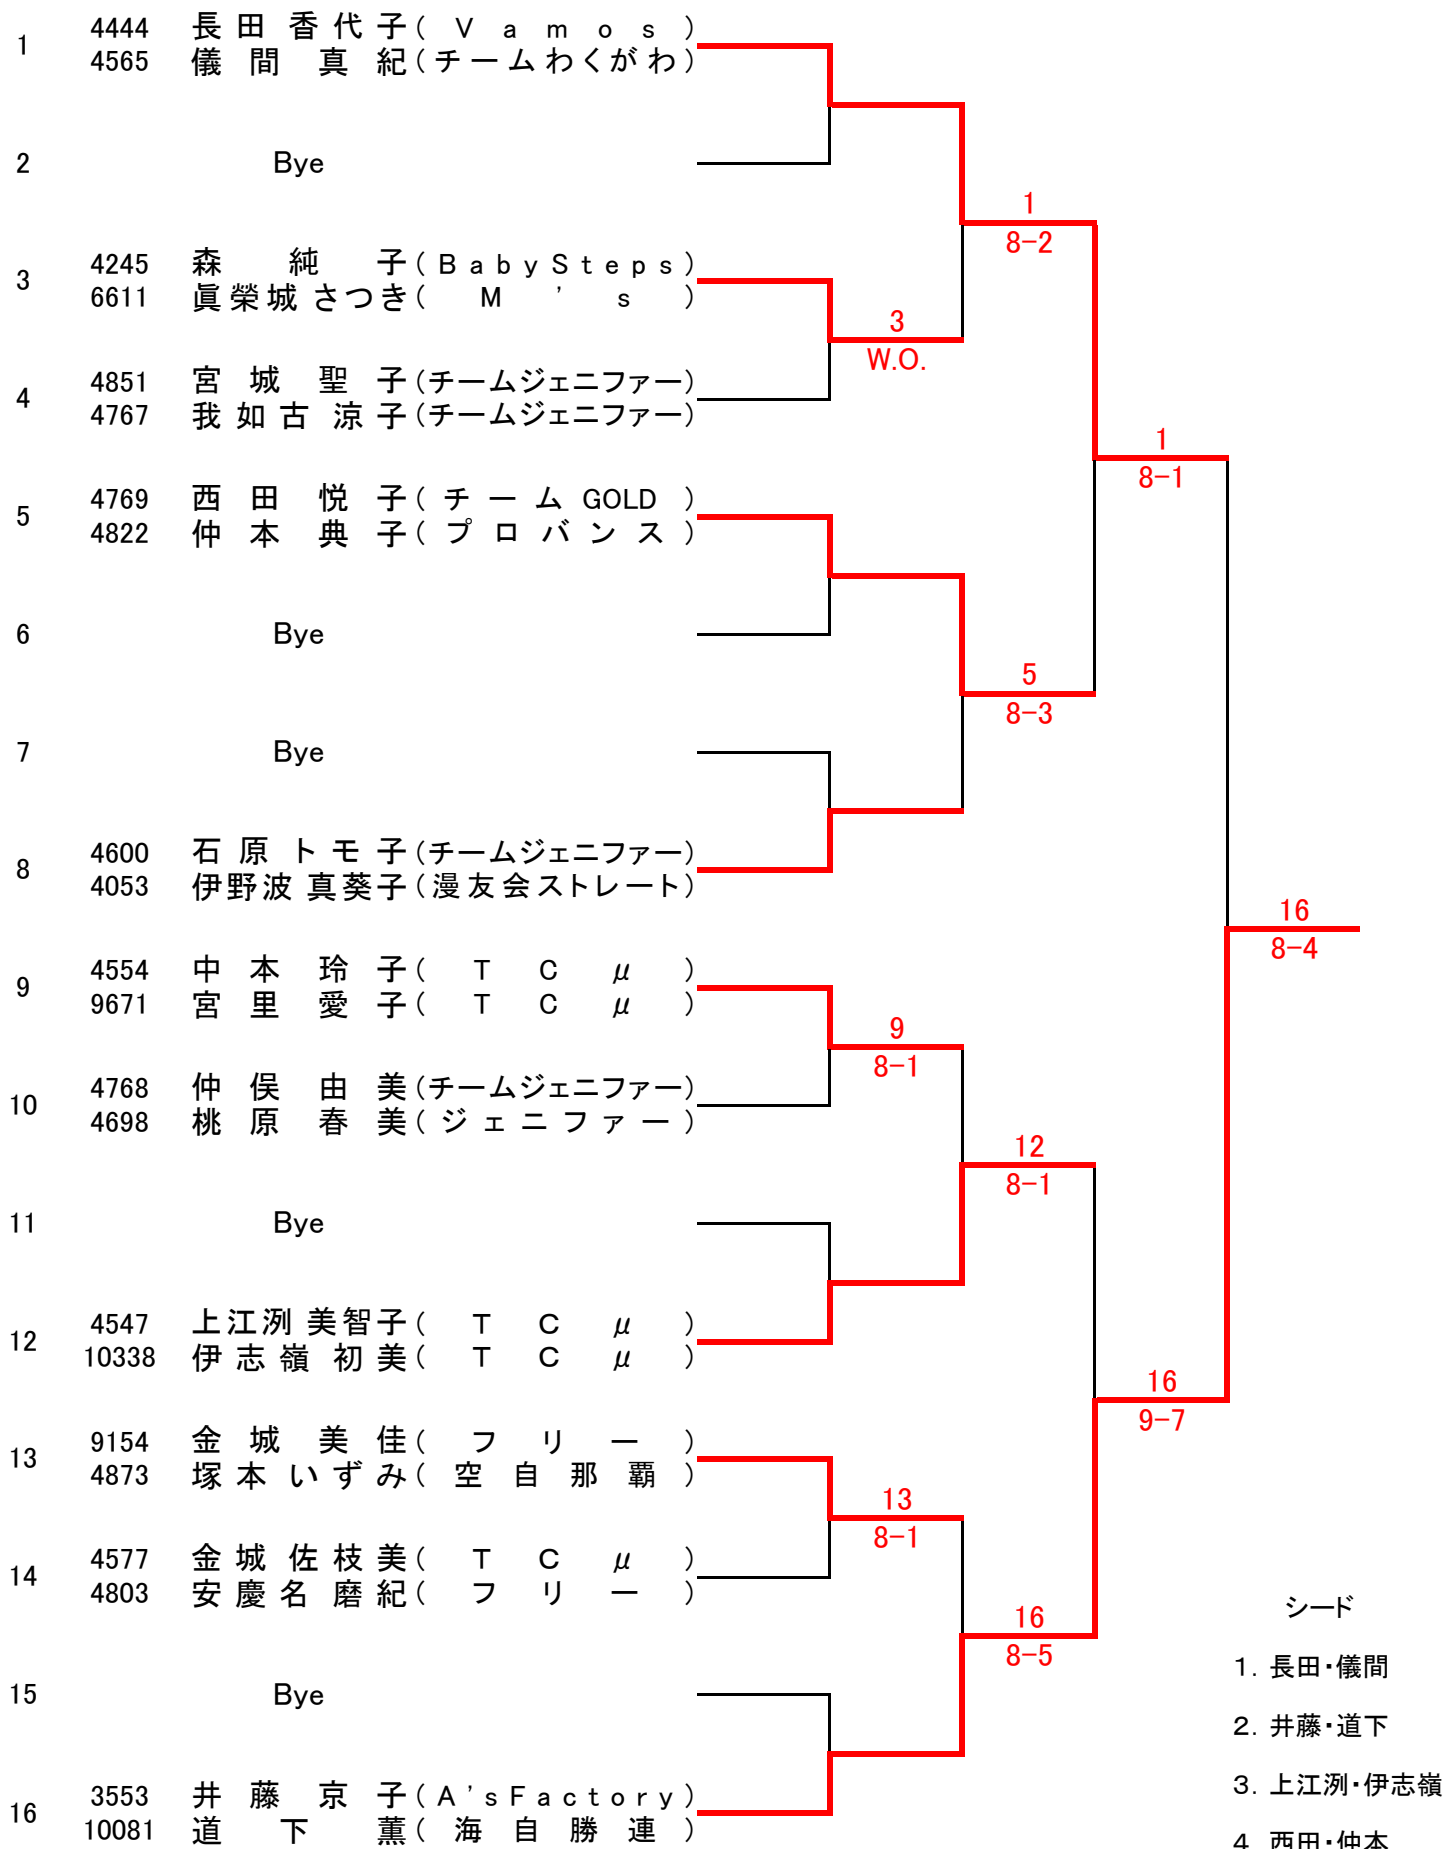 1 4444 長田 香代子(Vamos)
4565 儀間 真紀(チームわくがわ)
2 Bye
1
8-2
3 4245 森 純子(BabySteps)
6611 眞榮城 さつき(M's)
3
W.O.
4 4851 宮城 聖子(チームジェニファー)
4767 我如古 涼子(チームジェニファー)
1
8-1
5 4769 西田 悦子(チームGOLD)
4822 仲本 典子(プロバンス)
6 Bye
5
8-3
7 Bye
8 4600 石原 トモ子(チームジェニファー)
4053 伊野波 真葵子(漫友会ストレート)
16
8-4
9 4554 中本 玲子(TCμ)
9671 宮里 愛子(TCμ)
9
8-1
10 4768 仲俣 由美(チームジェニファー)
4698 桃原 春美(ジェニファー)
12
8-1
11 Bye
12 4547 上江洌 美智子(TCμ)
10338 伊志嶺 初美(TCμ)
16
9-7
13 9154 金城 美佳(フリー)
4873 塚本 いずみ(空自那覇)
13
8-1
14 4577 金城 佐枝美(TCμ)
4803 安慶名 磨紀(フリー)
16
8-5
15 Bye
16 3553 井藤 京子(A'sFactory)
10081 道下 薫(海自勝連)
シード
1. 長田・儀間
2. 井藤・道下
3. 上江洌・伊志嶺
4. 西田・仲本